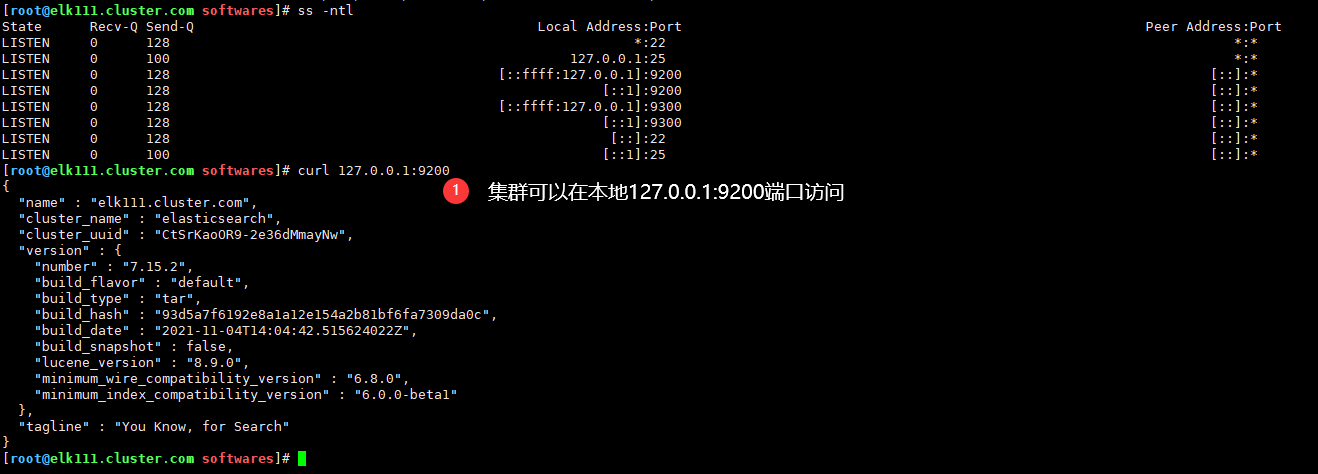 [root@elk111.cluster.com softwares]# ss -ntl
State Recv-Q Send-Q Local Address:Port Peer Address:Port
LISTEN 0 128 *:22 *:*
LISTEN 0 100 127.0.0.1:25 *:*
LISTEN 0 128 [::ffff:127.0.0.1]:9200 [::]:*
LISTEN 0 128 [::1]:9200 [::]:*
LISTEN 0 128 [::ffff:127.0.0.1]:9300 [::]:*
LISTEN 0 128 [::1]:9300 [::]:*
LISTEN 0 128 [::]:22 [::]:*
LISTEN 0 100 [::1]:25 [::]:*
[root@elk111.cluster.com softwares]# curl 127.0.0.1:9200
{
1 集群可以在本地127.0.0.1:9200端口访问
"name" : "elk111.cluster.com",
"cluster_name" : "elasticsearch",
"cluster_uuid" : "CtSrKaoOR9-2e36dMmayNw",
"version" : {
"number" : "7.15.2",
"build_flavor" : "default",
"build_type" : "tar",
"build_hash" : "93d5a7f6192e8a1a12e154a2b81bf6fa7309da0c",
"build_date" : "2021-11-04T14:04:42.515624022Z",
"build_snapshot" : false,
"lucene_version" : "8.9.0",
"minimum_wire_compatibility_version" : "6.8.0",
"minimum_index_compatibility_version" : "6.0.0-beta1"
},
"tagline" : "You Know, for Search"
}
[root@elk111.cluster.com softwares]#